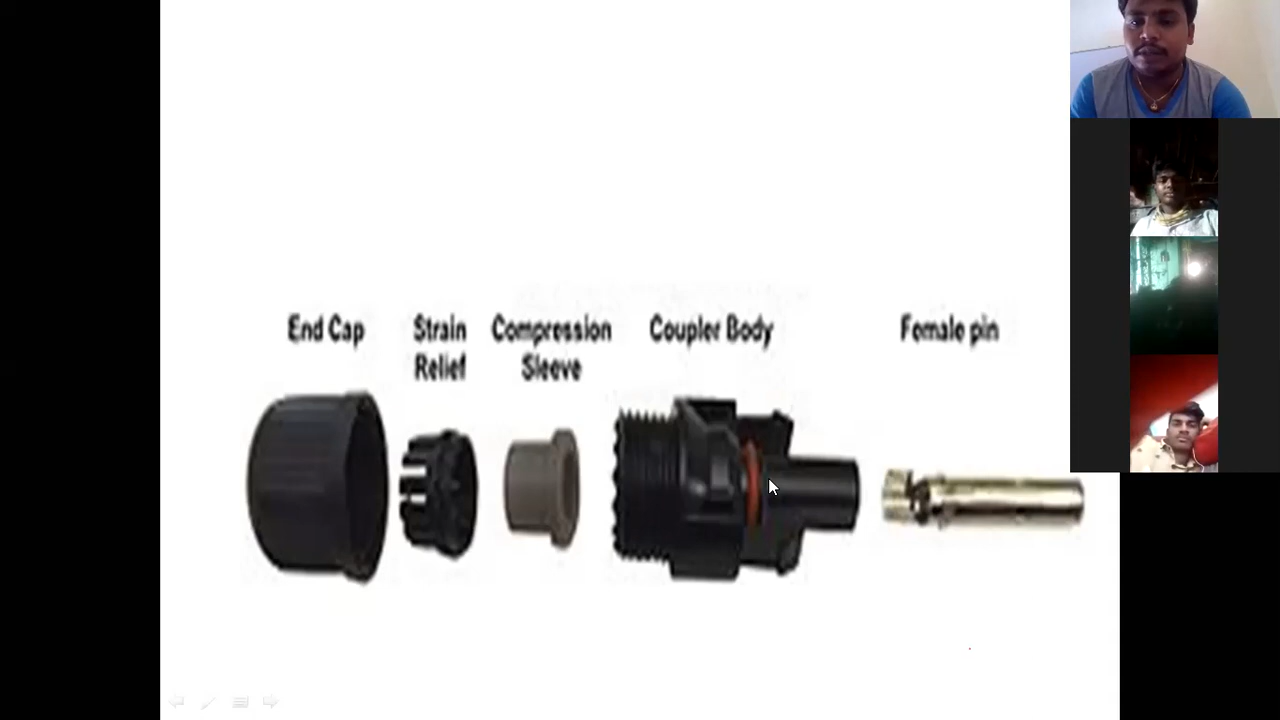 End Cap
Strain
Relief
Compression
Sleeve
Coupler Body
Female pin